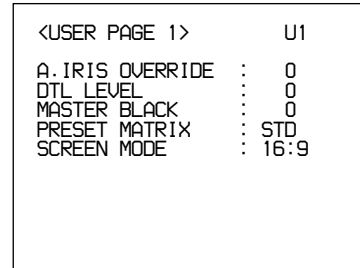 <USER PAGE 1> U1
A.IRIS OVERRIDE : 0
DTL LEVEL : 0
MASTER BLACK : 0
PRESET MATRIX : STD
SCREEN MODE : 16:9